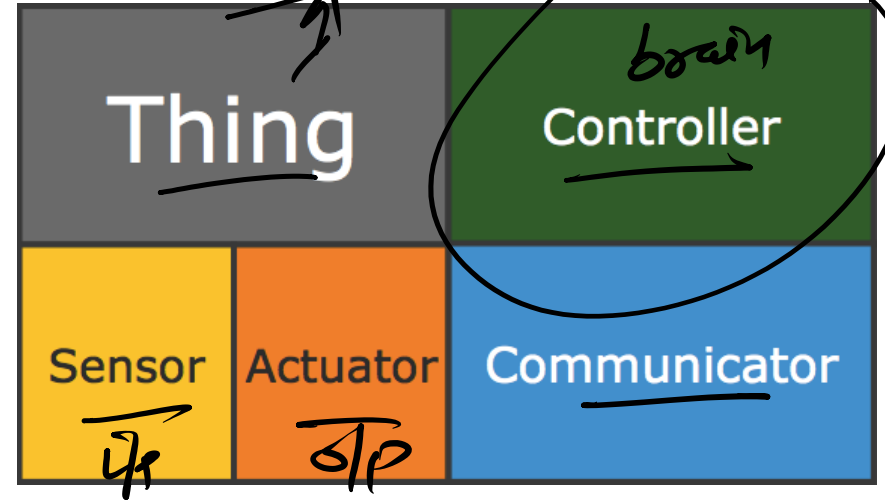 brain
Thing
Controller
Sensor
Actuator
Communicator
i/p
o/p